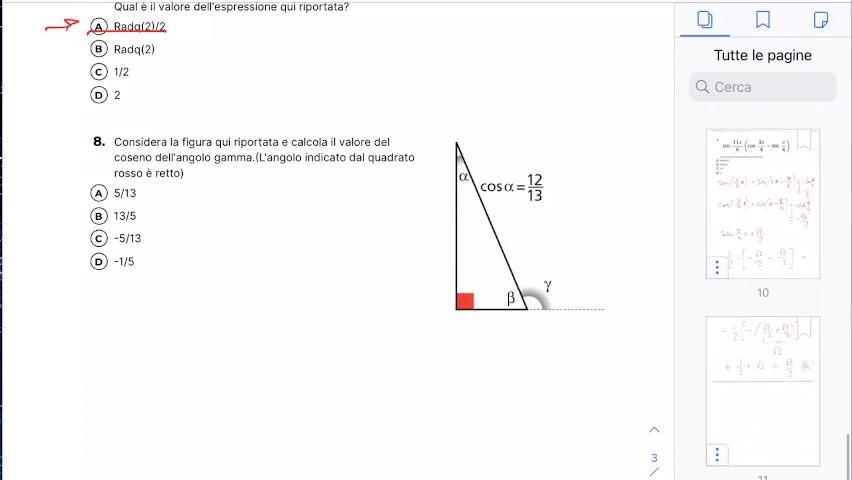 Qual è il valore dell'espressione qui riportata?
A Radq(2)/2
B Radq(2)
C 1/2
D 2
8. Considera la figura qui riportata e calcola il valore del
coseno dell'angolo gamma.(L'angolo indicato dal quadrato
rosso è retto)
A 5/13
B 13/5
C -5/13
D -1/5
α
cosα=12/13
β
γ
3
Tutte le pagine
Cerca
10